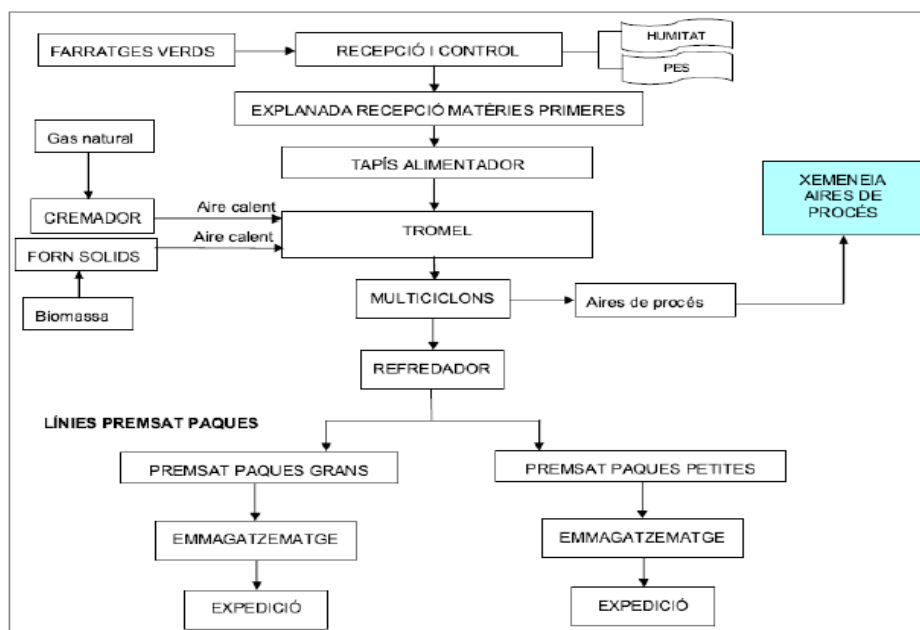 FARRATGES VERDS
RECEPCIÓ I CONTROL
HUMITAT
PES
EXPLANADA RECEPCIÓ MATÈRIES PRIMERES
Gas natural
TAPÍS ALIMENTADOR
XEMENEIA
AIRES DE
PROCÉS
CREMADOR
Aire calent
TROMEL
FORN SOLIDS
Aire calent
Biomassa
MULTICICLONS
Aires de procés
REFREDADOR
LÍNIES PREMSAT PAQUES
PREMSAT PAQUES GRANS
PREMSAT PAQUES PETITES
EMMAGATZEMATGE
EMMAGATZEMATGE
EXPEDICIÓ
EXPEDICIÓ